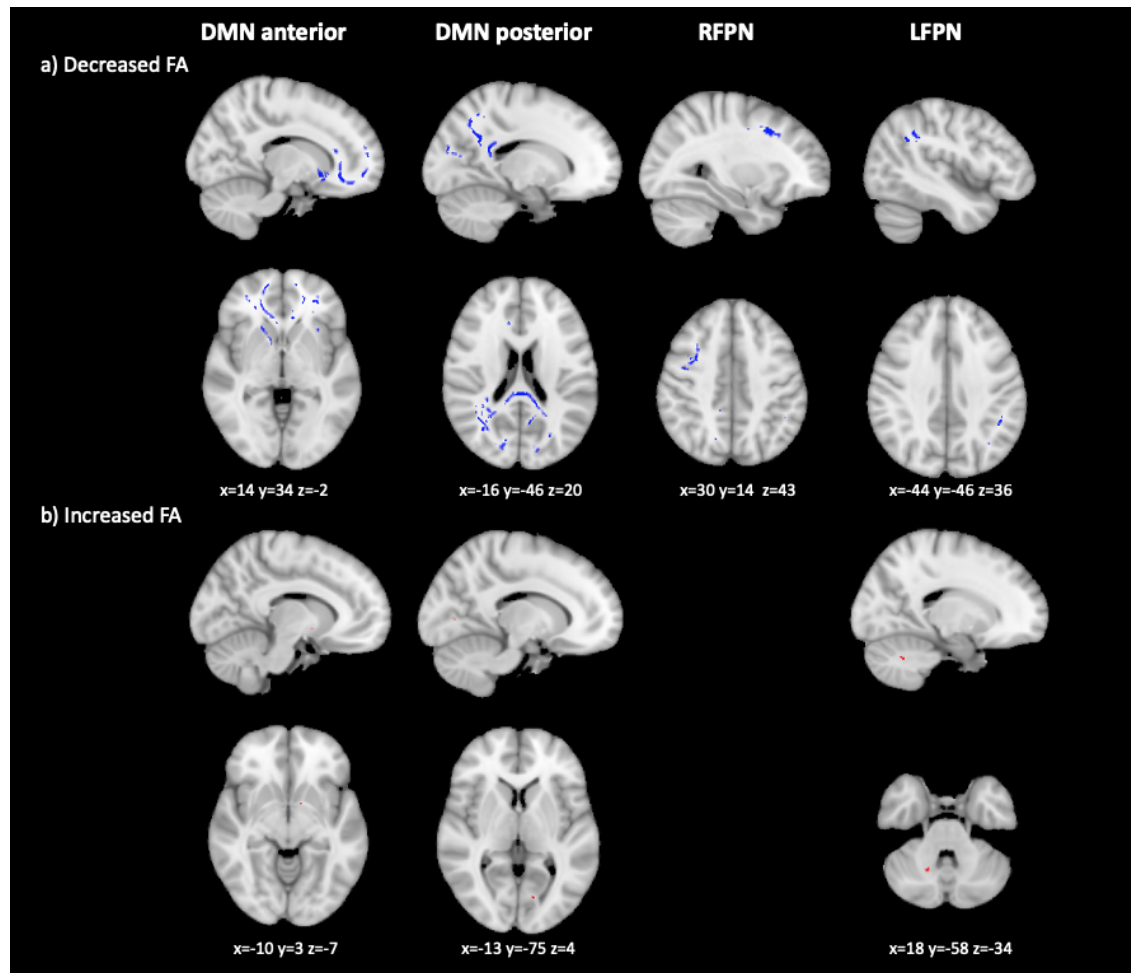 DMN anterior DMN posterior RFPN LFPN
a) Decreased FA
x=14 y=34 z=-2 x=-16 y=-46 z=20 x=30 y=14 z=43 x=-44 y=-46 z=36
b) Increased FA
x=-10 y=3 z=-7 x=-13 y=-75 z=4 x=18 y=-58 z=-34